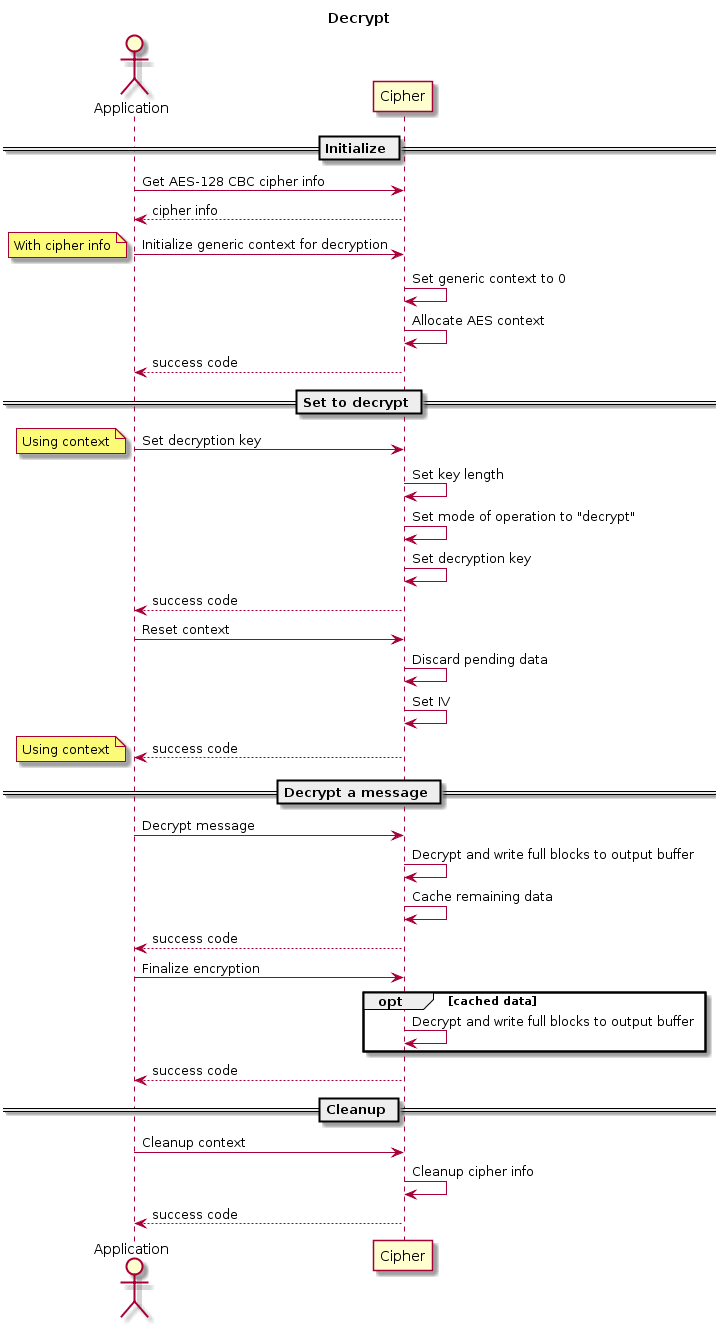 Decrypt
Application
Cipher
Initialize
Get AES-128 CBC cipher info
cipher info
With cipher info
Initialize generic context for decryption
Set generic context to 0
Allocate AES context
success code
Set to decrypt
Using context
Set decryption key
Set key length
Set mode of operation to "decrypt"
Set decryption key
success code
Reset context
Discard pending data
Set IV
Using context
success code
Decrypt a message
Decrypt message
Decrypt and write full blocks to output buffer
Cache remaining data
success code
Finalize encryption
opt [cached data]
Decrypt and write full blocks to output buffer
success code
Cleanup
Cleanup context
Cleanup cipher info
success code
Application
Cipher